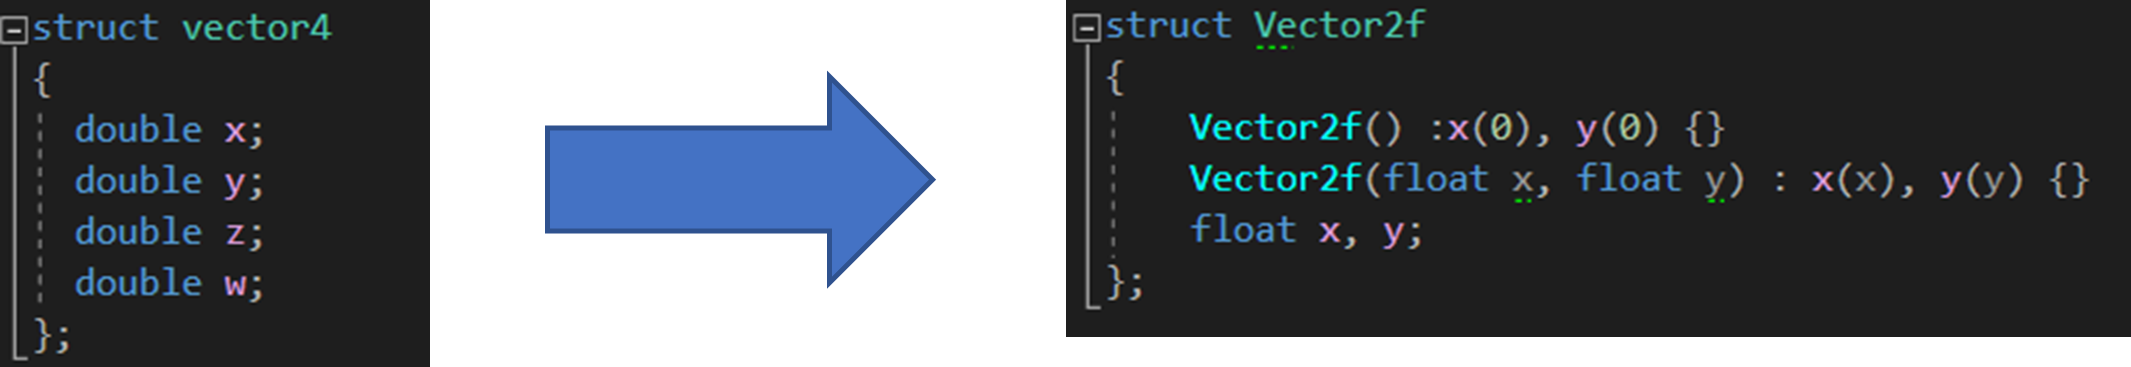 struct vector4
{
double x;
double y;
double z;
double w;
};
struct Vector2f
{
Vector2f() :x(0), y(0) {}
Vector2f(float x, float y) : x(x), y(y) {}
float x, y;
};